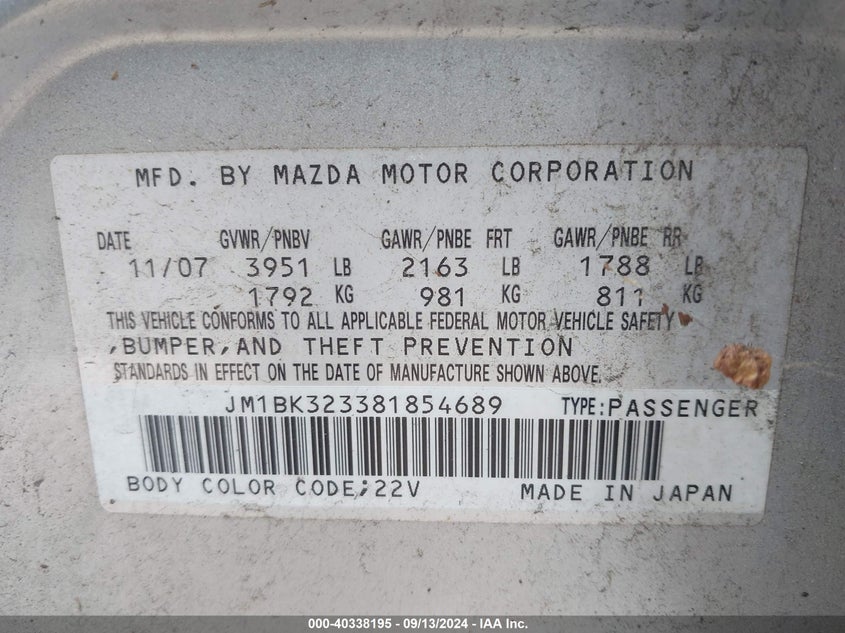 MFD. BY MAZDA MOTOR CORPORATION
DATE GVWR/PNBV GAWR/PNBE FRT GAWR/PNBE RR
11/07 3951 LB 2163 LB 1788 LB
1792 KG 981 KG 811 KG
THIS VEHICLE CONFORMS TO ALL APPLICABLE FEDERAL MOTOR VEHICLE SAFETY
,BUMPER,AND THEFT PREVENTION
STANDARDS IN EFFECT ON THE DATE OF MANUFACTURE SHOWN ABOVE.
JM1BK323381854689 TYPE:PASSENGER
BODY COLOR CODE;22V MADE IN JAPAN
000-40338195 - 09/13/2024 - IAA Inc.